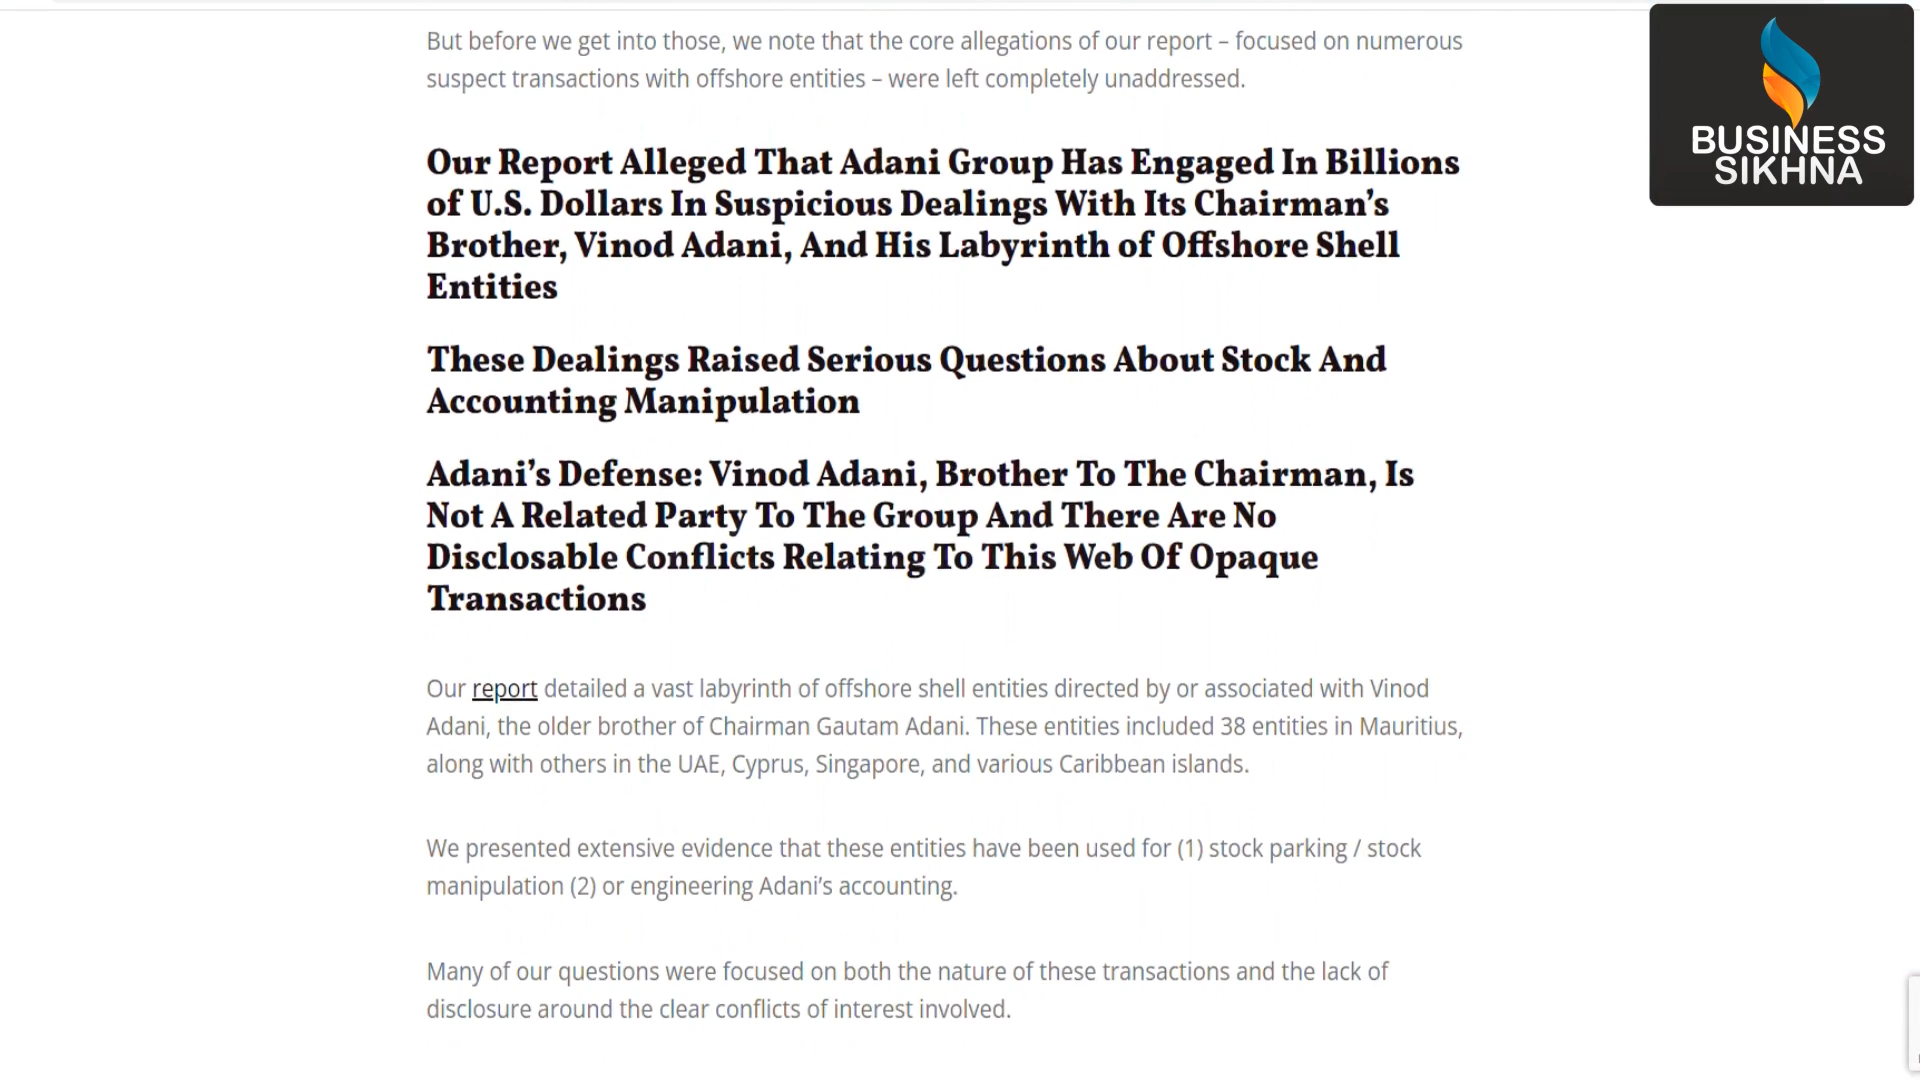 But before we get into those, we note that the core allegations of our report – focused on numerous
suspect transactions with offshore entities – were left completely unaddressed.
BUSINESS
SIKHNA
Our Report Alleged That Adani Group Has Engaged In Billions
of U.S. Dollars In Suspicious Dealings With Its Chairman’s
Brother, Vinod Adani, And His Labyrinth of Offshore Shell
Entities
These Dealings Raised Serious Questions About Stock And
Accounting Manipulation
Adani’s Defense: Vinod Adani, Brother To The Chairman, Is
Not A Related Party To The Group And There Are No
Disclosable Conflicts Relating To This Web Of Opaque
Transactions
Our report detailed a vast labyrinth of offshore shell entities directed by or associated with Vinod
Adani, the older brother of Chairman Gautam Adani. These entities included 38 entities in Mauritius,
along with others in the UAE, Cyprus, Singapore, and various Caribbean islands.
We presented extensive evidence that these entities have been used for (1) stock parking / stock
manipulation (2) or engineering Adani’s accounting.
Many of our questions were focused on both the nature of these transactions and the lack of
disclosure around the clear conflicts of interest involved.